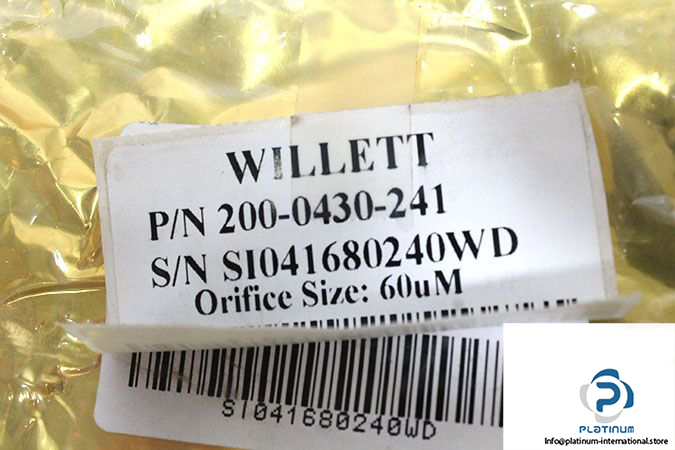 WILLETT
P/N 200-0430-241
S/N SI041680240WD
Orifice Size: 60uM
SI041680240WD
PLATINUM
Info@platinum-international.store